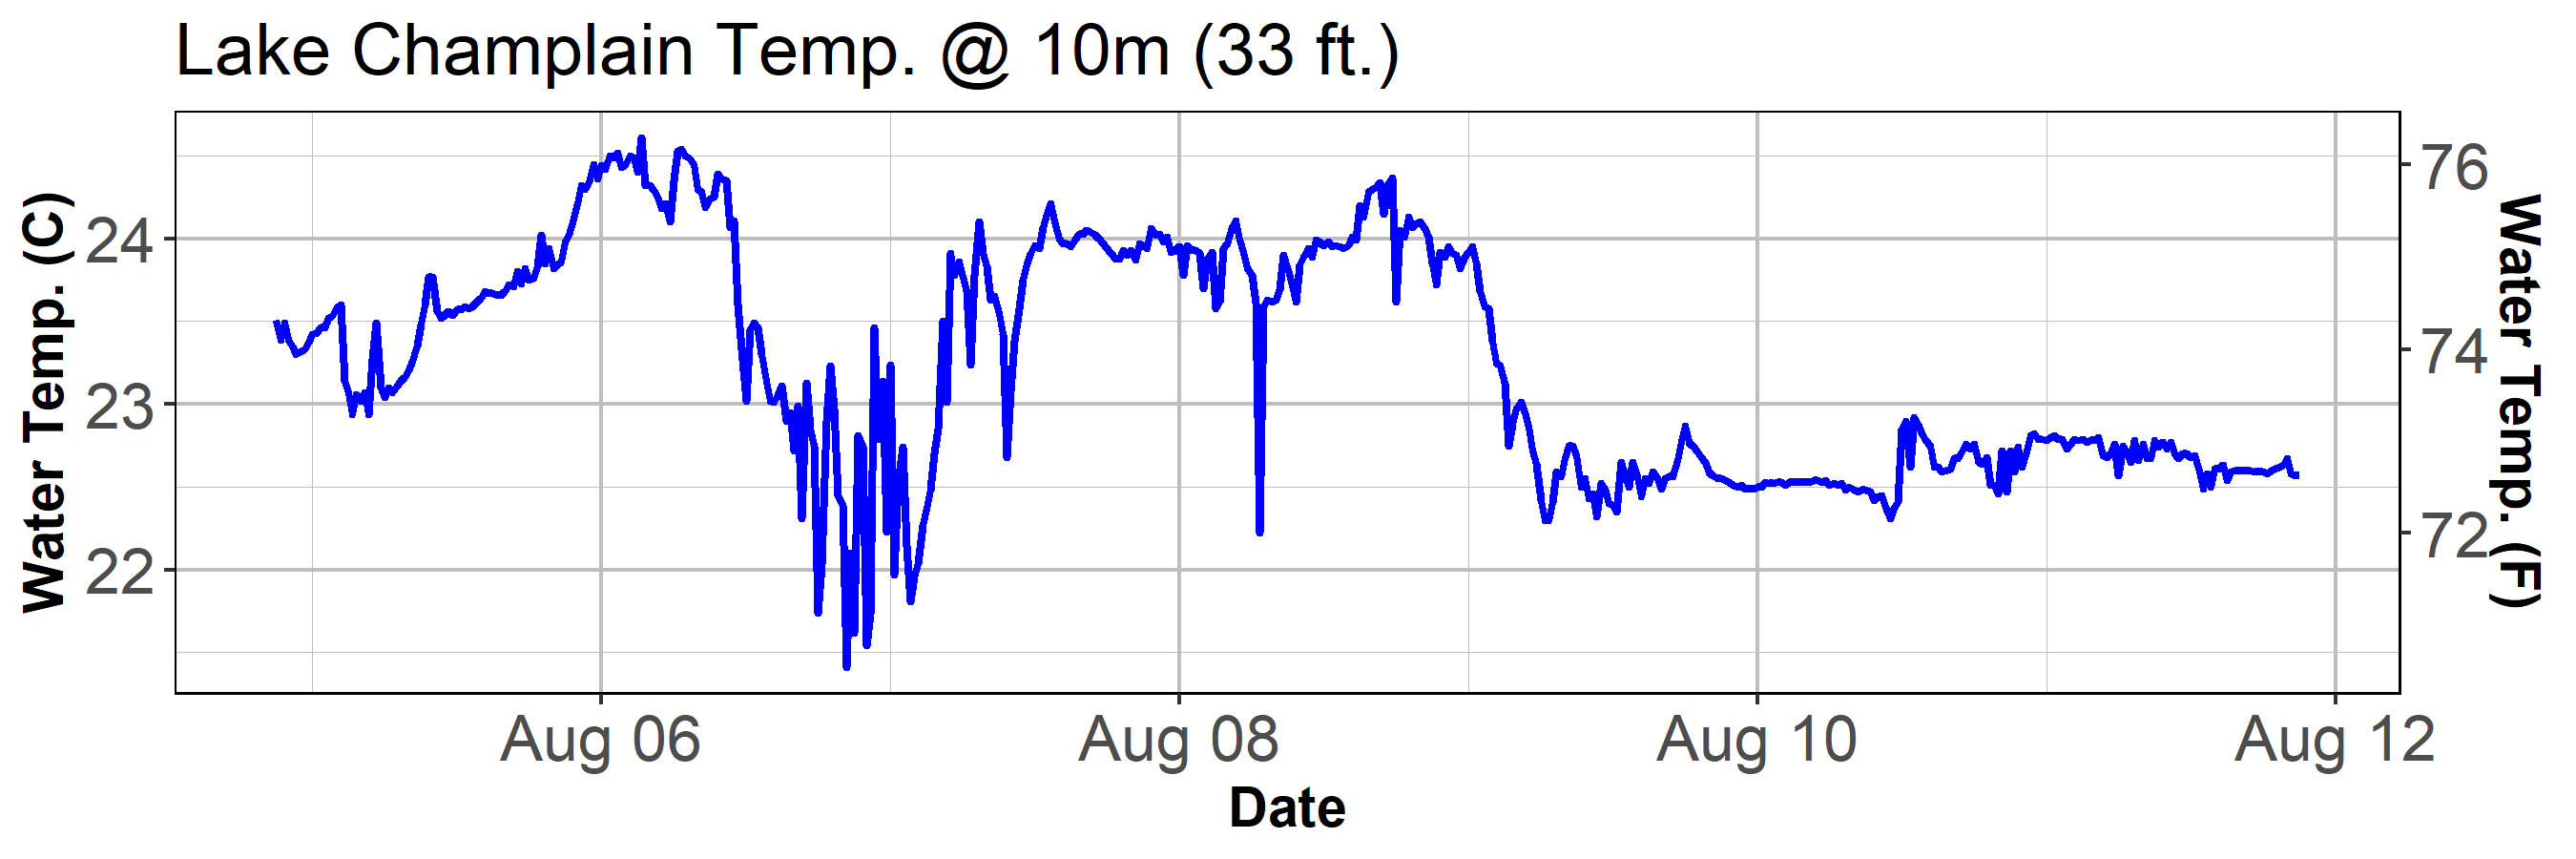 Lake Champlain Temp. @ 10m (33 ft.)
Water Temp. (C)
24
23
22
76
74
72
Water Temp. (F)
Aug 06
Aug 08
Aug 10
Aug 12
Date